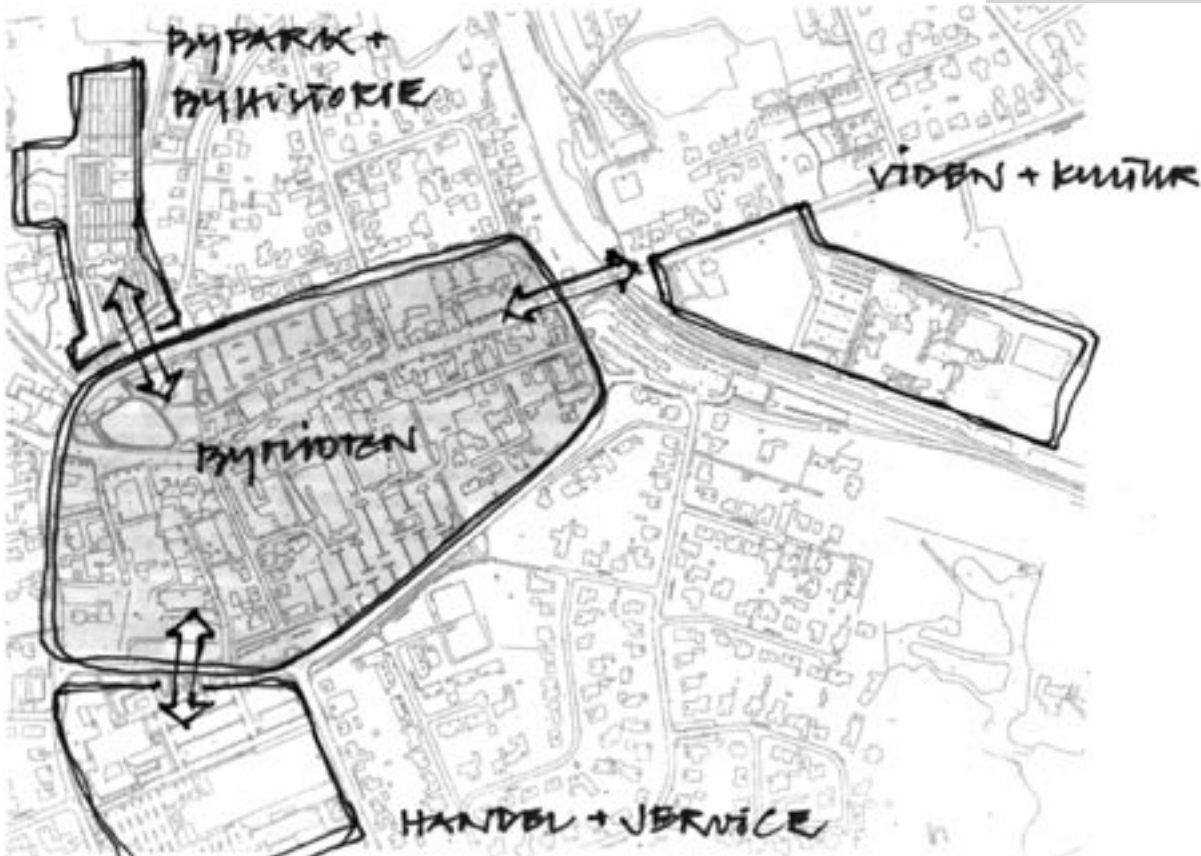 BYPARK +
BYHISTORIE
VIDEN + KULTUR
BYMIDTEN
HANDEL + SERVICE